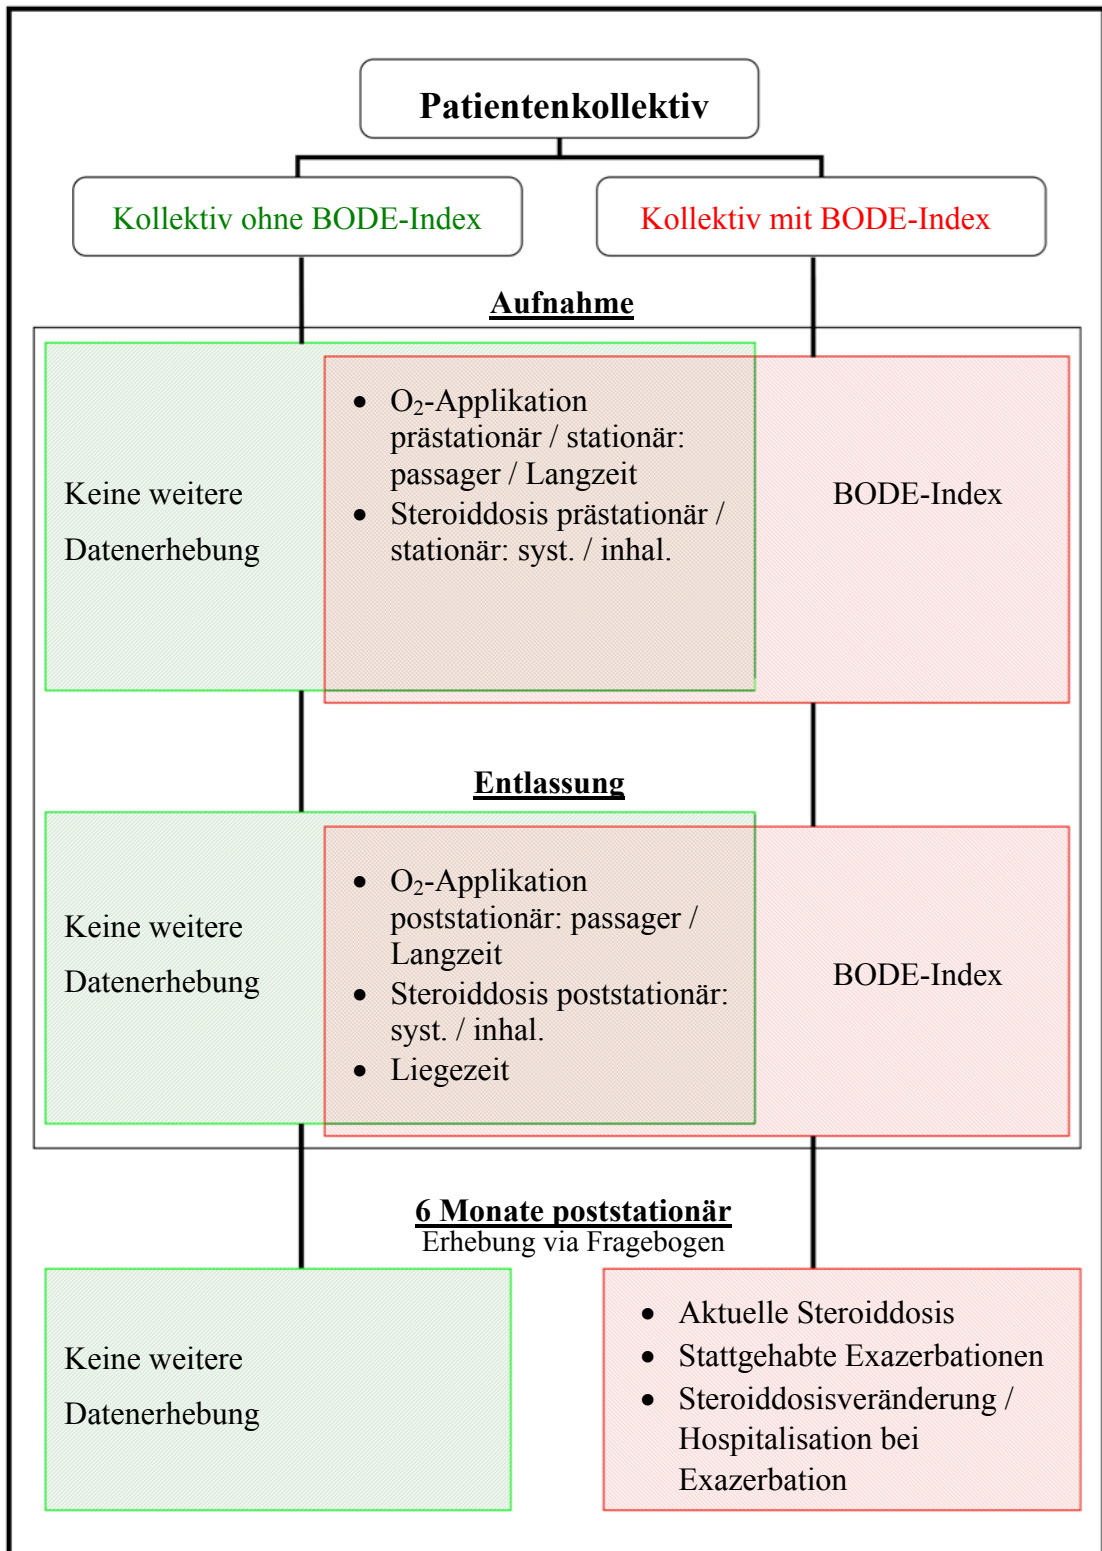 Patientenkollektiv
Kollektiv ohne BODE-Index
Kollektiv mit BODE-Index
Aufnahme
Keine weitere
Datenerhebung
• O₂-Applikation
prästationär / stationär:
passager / Langzeit
• Steroiddosis prästationär /
stationär: syst. / inhal.
BODE-Index
Entlassung
Keine weitere
Datenerhebung
• O₂-Applikation
poststationär: passager /
Langzeit
• Steroiddosis poststationär:
syst. / inhal.
• Liegezeit
BODE-Index
6 Monate poststationär
Erhebung via Fragebogen
Keine weitere
Datenerhebung
• Aktuelle Steroiddosis
• Stattgehabte Exazerbationen
• Steroiddosisveränderung /
Hospitalisation bei
Exazerbation